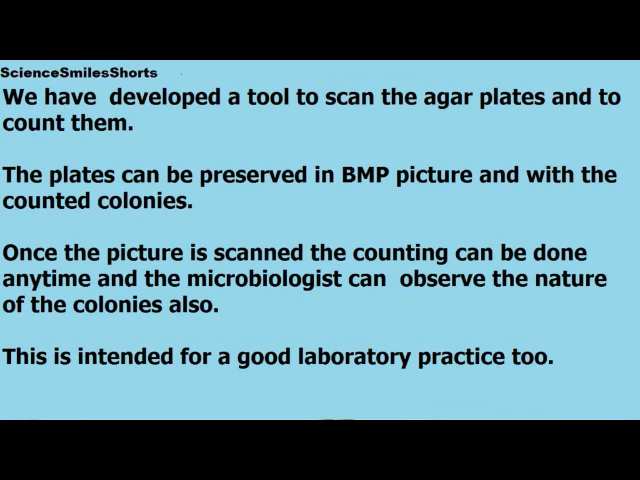 ScienceSmilesShorts
We have  developed a tool to scan the agar plates and to
count them.
The plates can be preserved in BMP picture and with the
counted colonies.
Once the picture is scanned the counting can be done
anytime and the microbiologist can  observe the nature
of the colonies also.
This is intended for a good laboratory practice too.